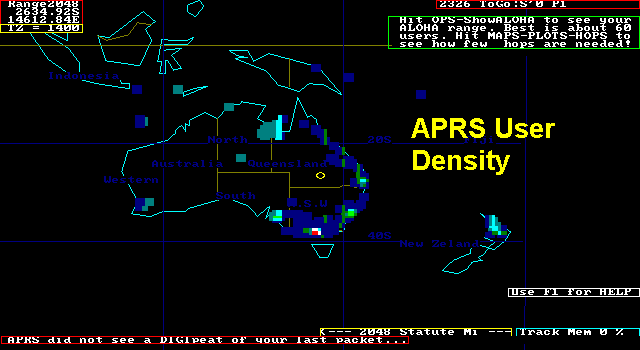 Range2048
2634.92S
14612.84E
TZ = 1400
2326 ToGo:S'0 P1
Hit OPS-ShowALOHA to see your
ALOHA range. Best is about 60
users. Hit MAPS-PLOTS-HOPS to
see how few hops are needed!
Indonesia
APRS User
Density
North
20S
Australia
Queensland
Western
South
N.S.W
40S
New Zeland
Use F1 for HELP
<--- 2048 Statute Mi --->
Track Mem 0 %
APRS did not see a DIGIpeat of your last packet...